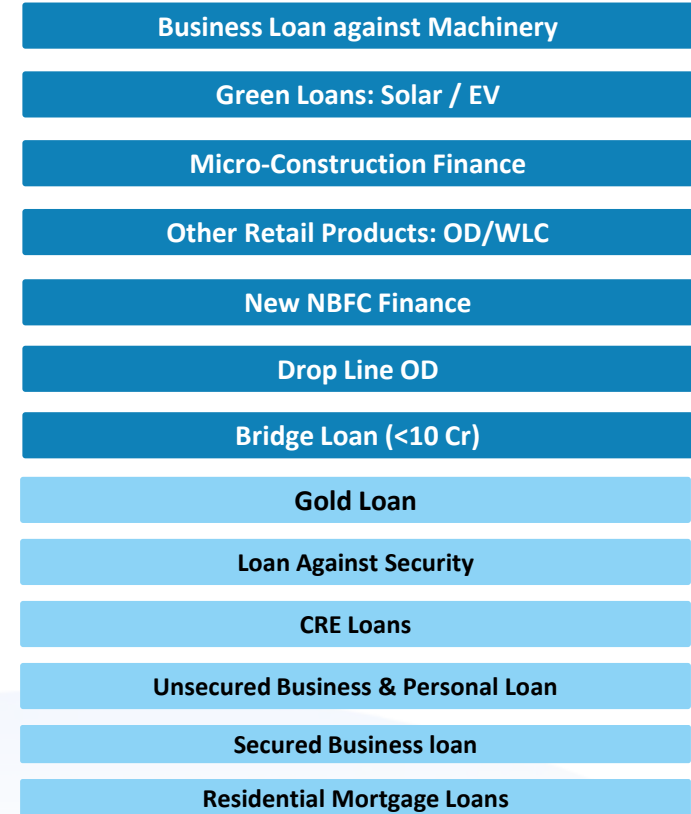 Business Loan against Machinery
Green Loans: Solar / EV
Micro-Construction Finance
Other Retail Products: OD/WLC
New NBFC Finance
Drop Line OD
Bridge Loan (<10 Cr)
Gold Loan
Loan Against Security
CRE Loans
Unsecured Business & Personal Loan
Secured Business loan
Residential Mortgage Loans